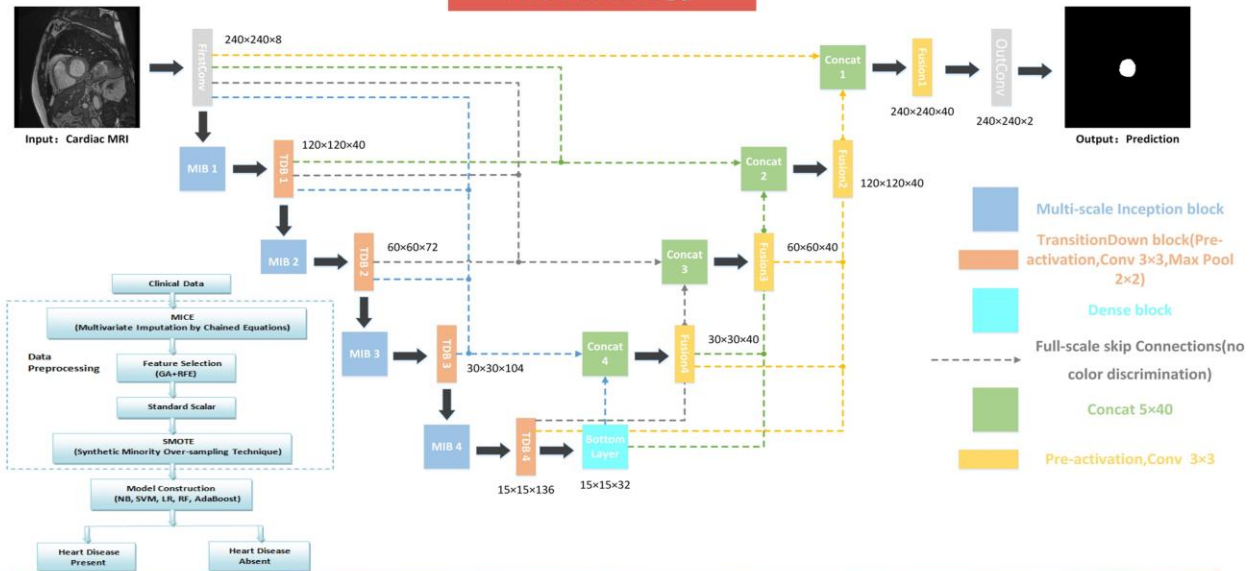 FirstConv
240×240×8
Concat
1
Fusion1
240×240×40
OutConv
240×240×2
Input：Cardiac MRI
Output：Prediction
MIB 1
TDB 1
120×120×40
Concat
2
Fusion2
120×120×40
MIB 2
TDB 2
60×60×72
Concat
3
Fusion3
60×60×40
MIB 3
TDB 3
30×30×104
Concat
4
Fusion4
30×30×40
MIB 4
TDB 4
15×15×136
Bottom
Layer
15×15×32
Multi-scale Inception block
TransitionDown block(Pre-
activation,Conv 3×3,Max Pool
2×2)
Dense block
Full-scale skip Connections(no
color discrimination)
Concat 5×40
Pre-activation,Conv 3×3
Clinical Data
Data
Preprocessing
MICE
(Multivariate Imputation by Chained Equations)
Feature Selection
(GA+RFE)
Standard Scalar
SMOTE
(Synthetic Minority Over-sampling Technique)
Model Construction
(NB, SVM, LR, RF, AdaBoost)
Heart Disease
Present
Heart Disease
Absent